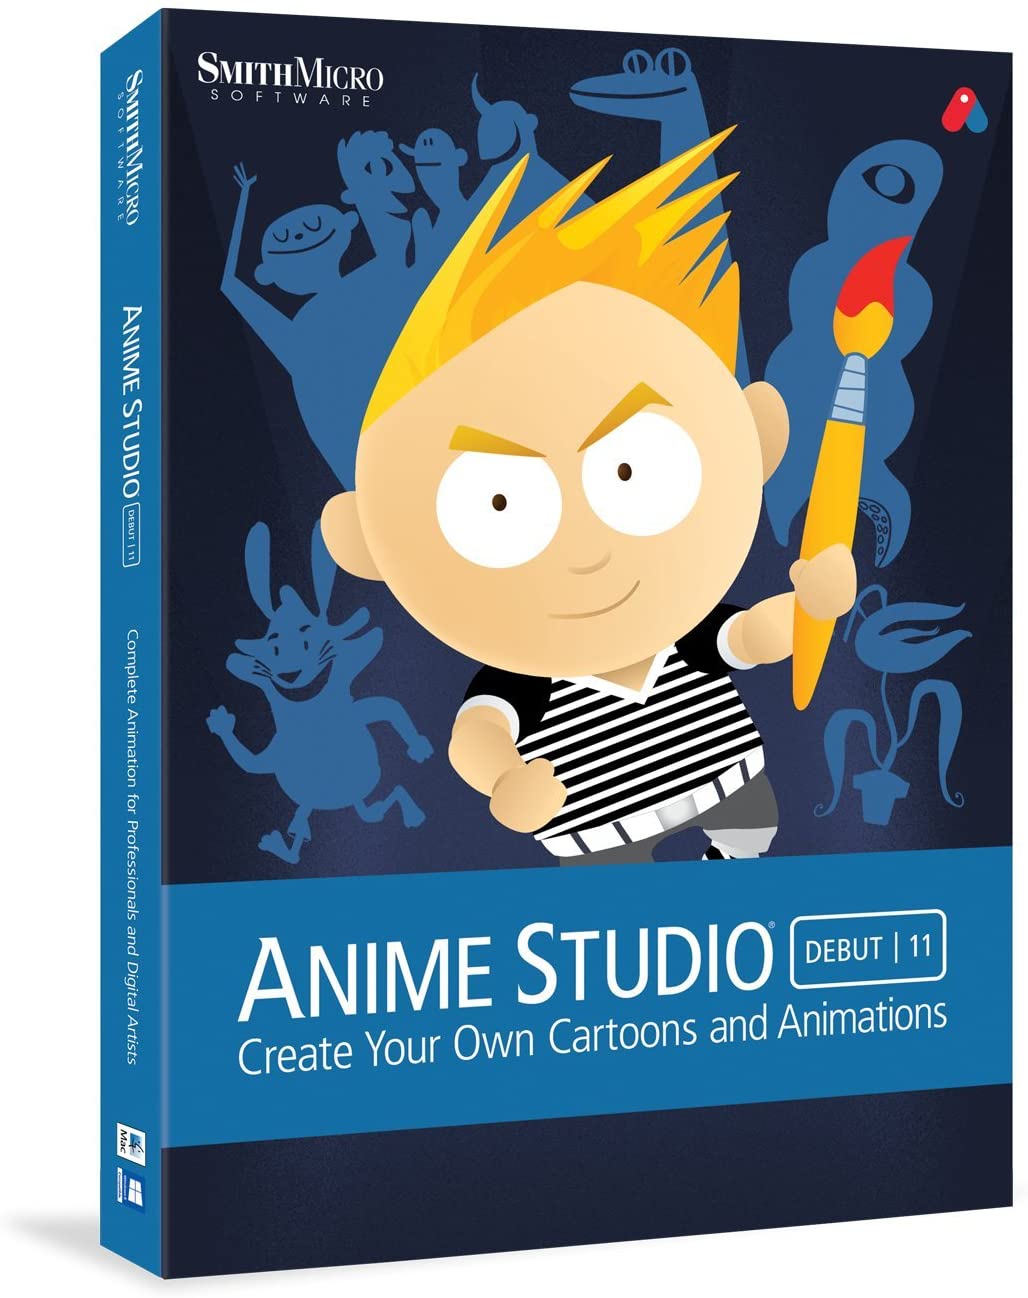 SMITHMICRO
SOFTWARE
ANIME STUDIO® DEBUT | 11
Create Your Own Cartoons and Animations
SMITHMICRO
SOFTWARE
ANIME STUDIO DEBUT | 11
Complete Animation for Professionals and Digital Artists
Mac